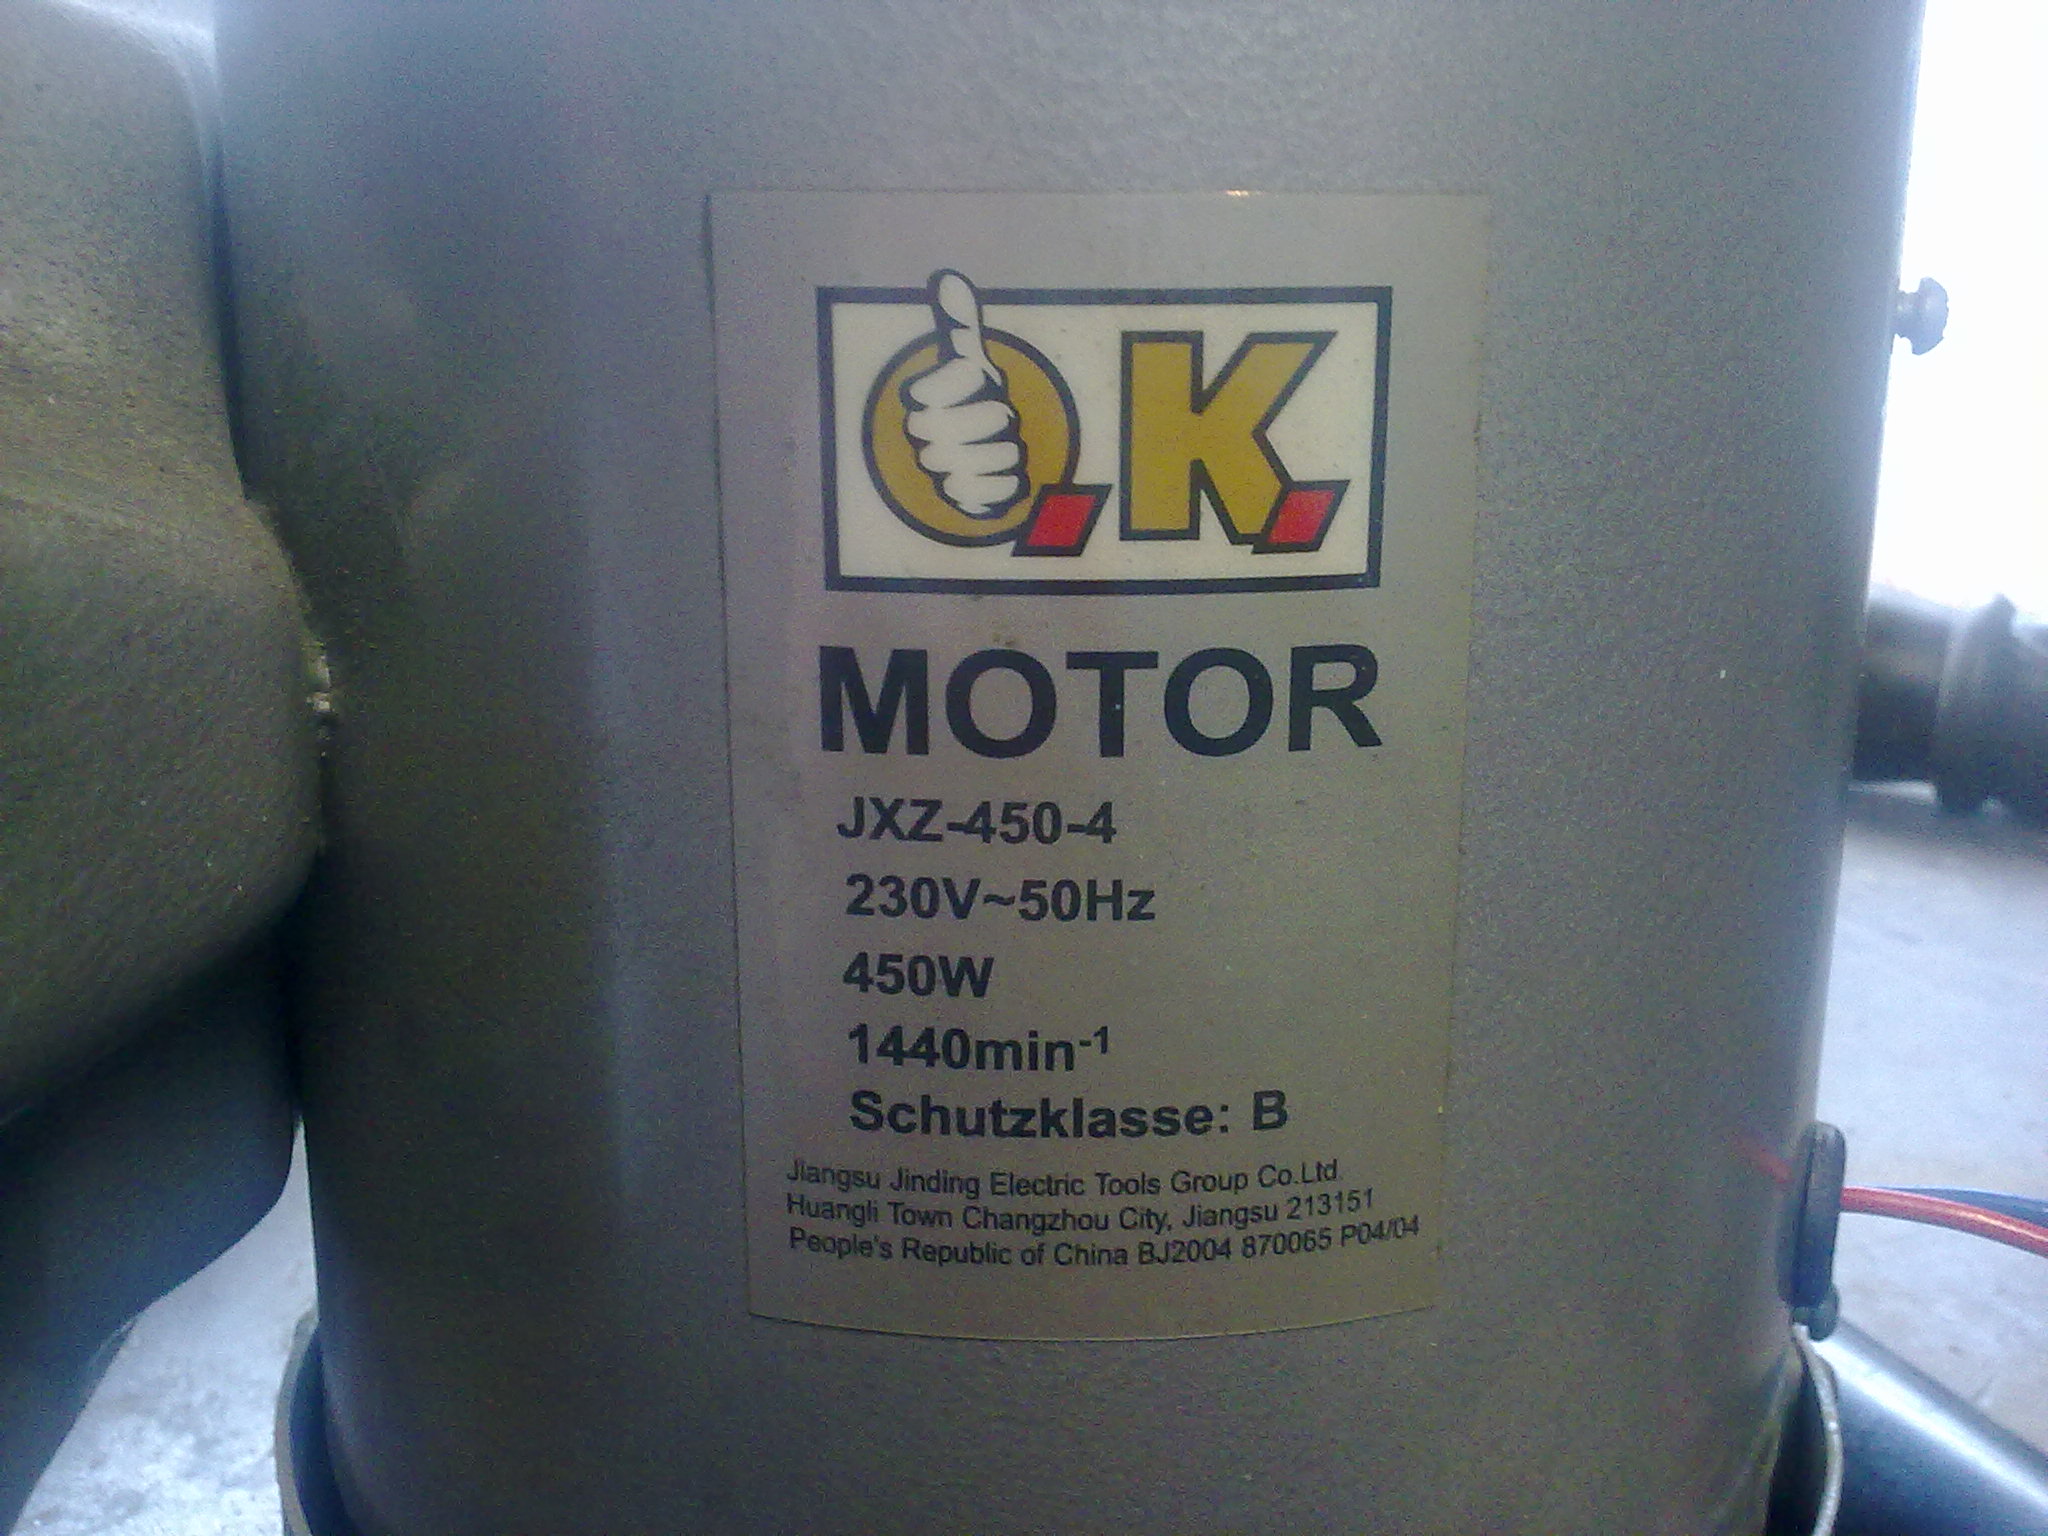 O.K.
MOTOR
JXZ-450-4
230V~50Hz
450W
1440min-1
Schutzklasse: B
Jiangsu Jinding Electric Tools Group Co.Ltd.
Huangli Town Changzhou City, Jiangsu 213151
People's Republic of China BJ2004 870065 P04/04